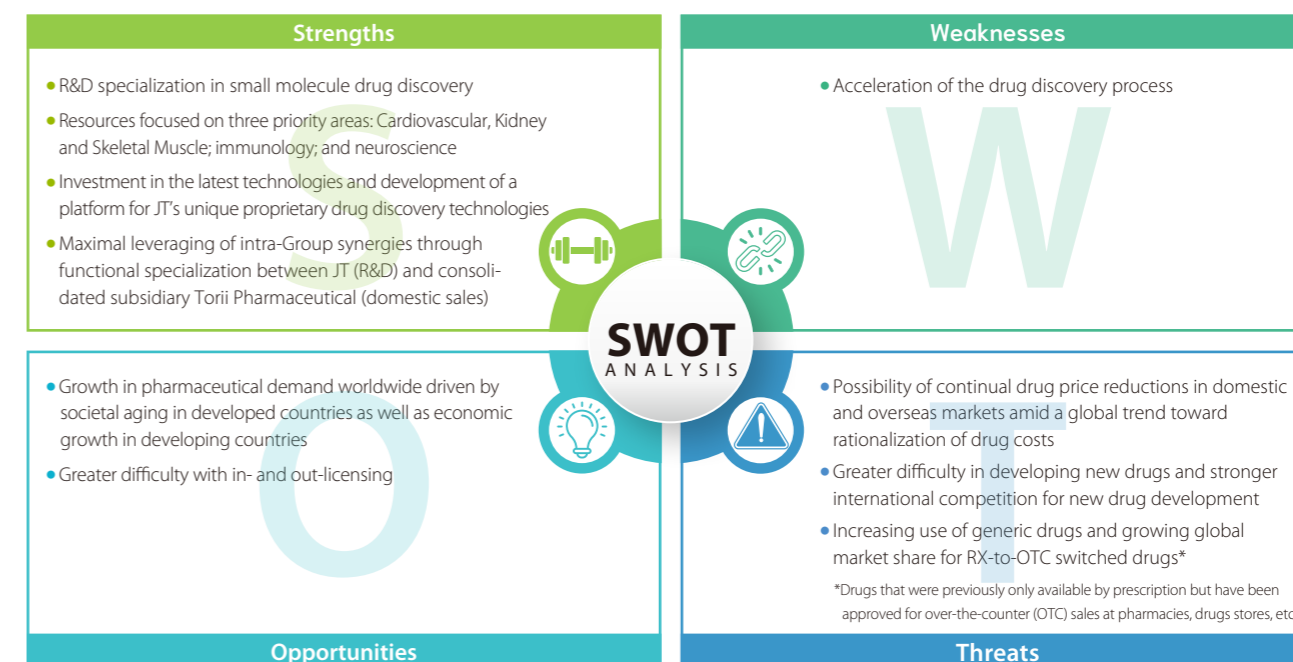 Strengths
• R&D specialization in small molecule drug discovery
• Resources focused on three priority areas: Cardiovascular, Kidney
and Skeletal Muscle; immunology; and neuroscience
• Investment in the latest technologies and development of a
platform for JT's unique proprietary drug discovery technologies
• Maximal leveraging of intra-Group synergies through
functional specialization between JT (R&D) and consoli-
dated subsidiary Torii Pharmaceutical (domestic sales)
S
Weaknesses
• Acceleration of the drug discovery process
W
SWOT
ANALYSIS
• Growth in pharmaceutical demand worldwide driven by
societal aging in developed countries as well as economic
growth in developing countries
• Greater difficulty with in- and out-licensing
O
Opportunities
• Possibility of continual drug price reductions in domestic
and overseas markets amid a global trend toward
rationalization of drug costs
• Greater difficulty in developing new drugs and stronger
international competition for new drug development
• Increasing use of generic drugs and growing global
market share for RX-to-OTC switched drugs*
*Drugs that were previously only available by prescription but have been
approved for over-the-counter (OTC) sales at pharmacies, drugs stores, etc
T
Threats